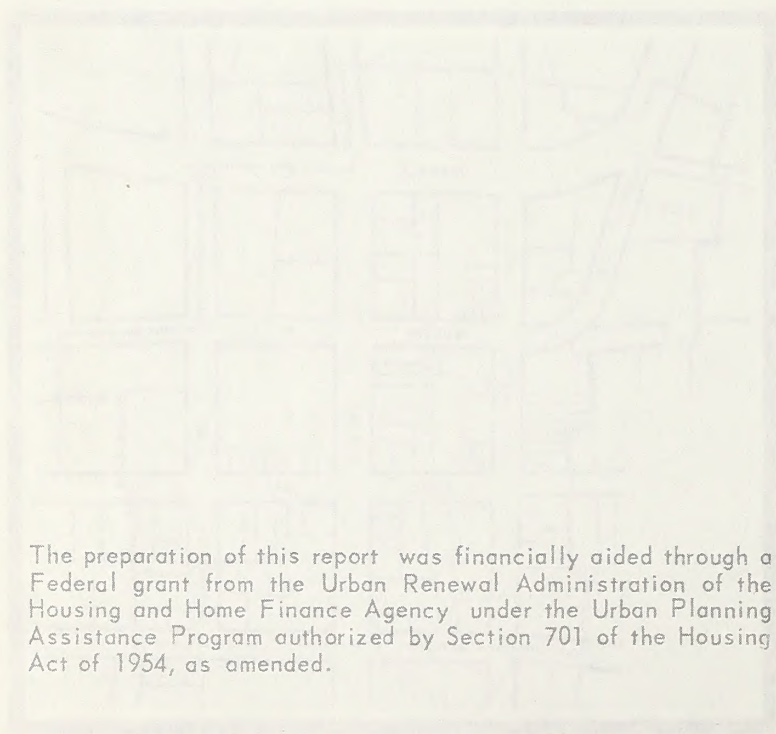 The preparation of this report was financially aided through a
Federal grant from the Urban Renewal Administration of the
Housing and Home Finance Agency under the Urban Planning
Assistance Program authorized by Section 701 of the Housing
Act of 1954, as amended.